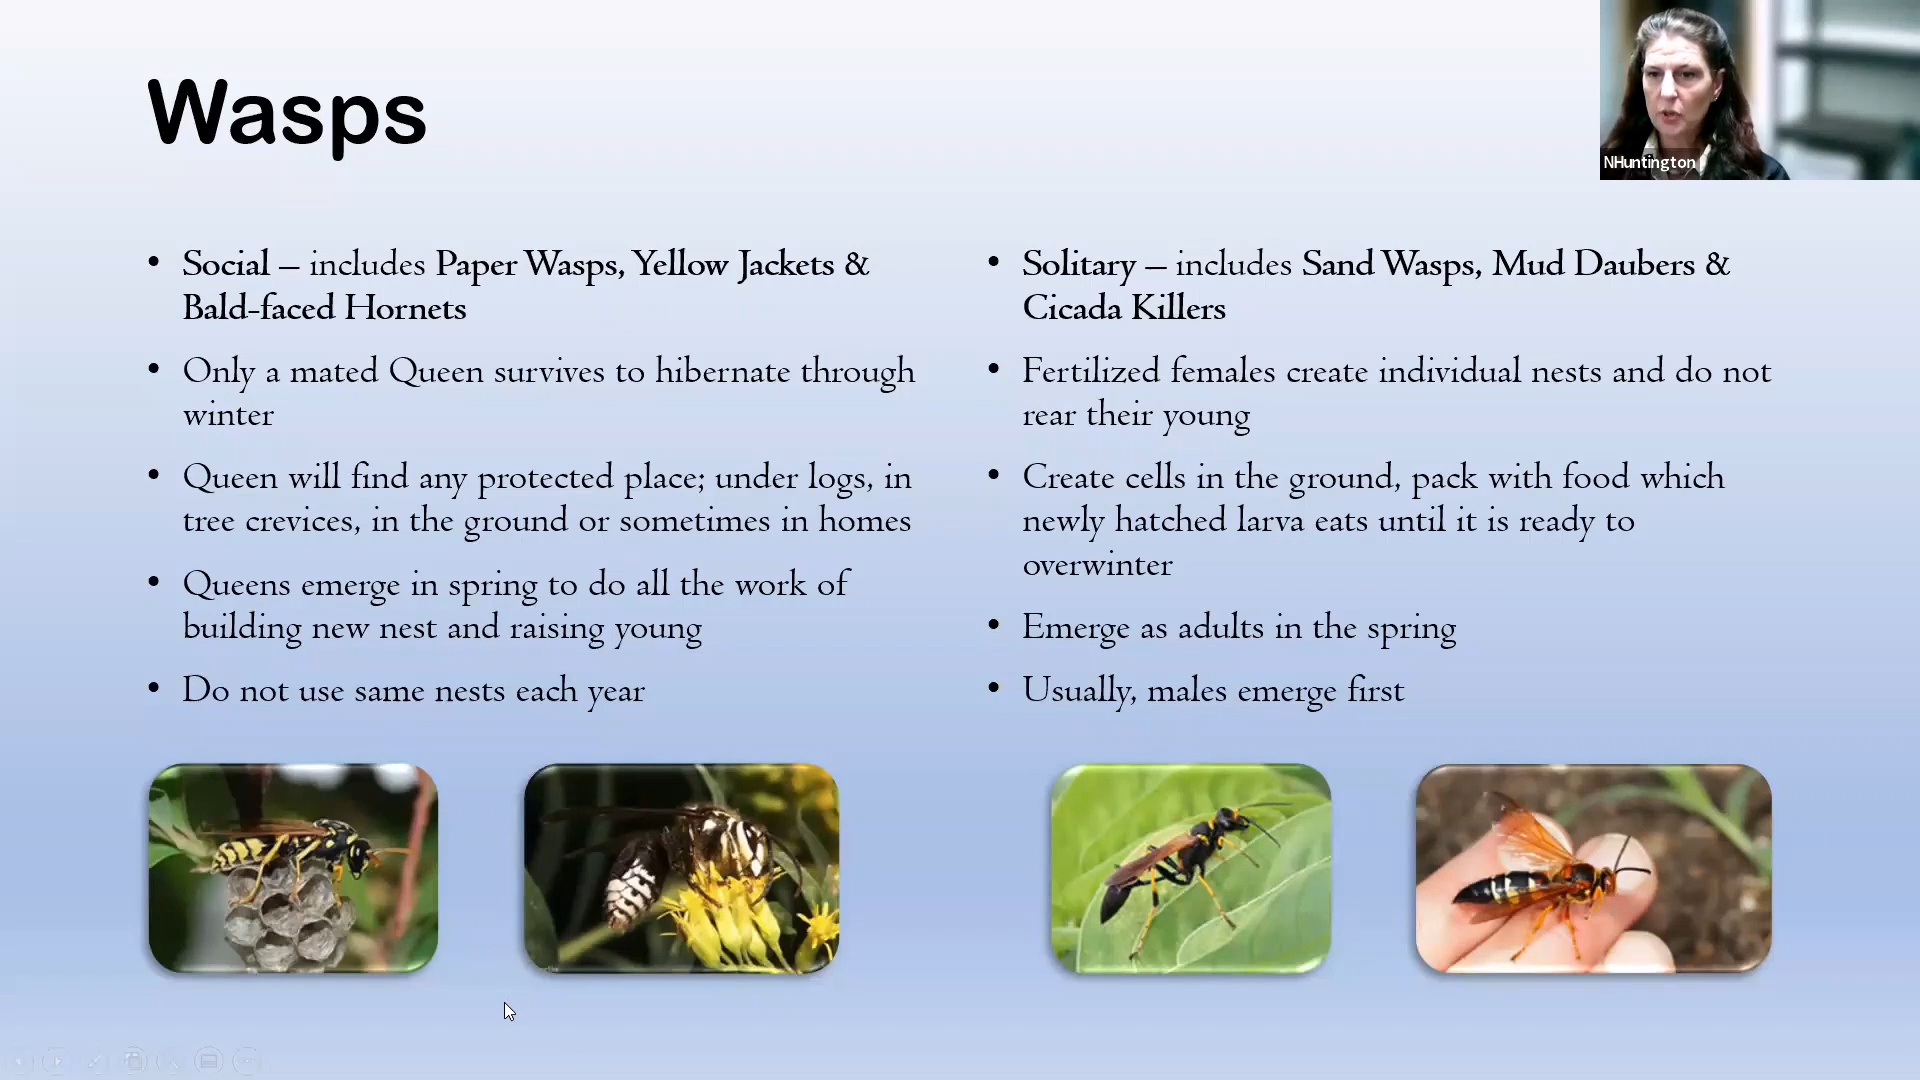 Wasps
NHuntington
• Social – includes Paper Wasps, Yellow Jackets &
Bald-faced Hornets
• Only a mated Queen survives to hibernate through
winter
• Queen will find any protected place; under logs, in
tree crevices, in the ground or sometimes in homes
• Queens emerge in spring to do all the work of
building new nest and raising young
• Do not use same nests each year
• Solitary – includes Sand Wasps, Mud Daubers &
Cicada Killers
• Fertilized females create individual nests and do not
rear their young
• Create cells in the ground, pack with food which
newly hatched larva eats until it is ready to
overwinter
• Emerge as adults in the spring
• Usually, males emerge first